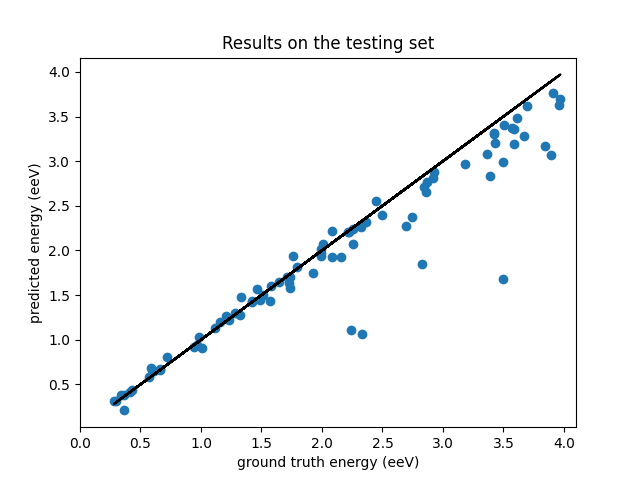 Results on the testing set
predicted energy (eeV)
4.0
3.5
3.0
2.5
2.0
1.5
1.0
0.5
0.0 0.5 1.0 1.5 2.0 2.5 3.0 3.5 4.0
ground truth energy (eeV)